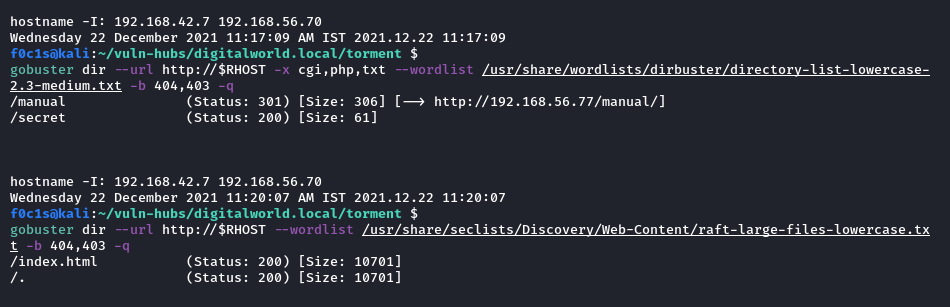 hostname -I: 192.168.42.7 192.168.56.70
Wednesday 22 December 2021 11:17:09 AM IST 2021.12.22 11:17:09
f0c1s@kali:~/vuln-hubs/digitalworld.local/torment $
gobuster dir --url http://$RHOST -x cgi,php,txt --wordlist /usr/share/wordlists/dirbuster/directory-list-lowercase-
2.3-medium.txt -b 404,403 -q
/manual (Status: 301) [Size: 306] [--> http://192.168.56.77/manual/]
/secret (Status: 200) [Size: 61]
hostname -I: 192.168.42.7 192.168.56.70
Wednesday 22 December 2021 11:20:07 AM IST 2021.12.22 11:20:07
f0c1s@kali:~/vuln-hubs/digitalworld.local/torment $
gobuster dir --url http://$RHOST --wordlist /usr/share/seclists/Discovery/Web-Content/raft-large-files-lowercase.tx
t -b 404,403 -q
/index.html (Status: 200) [Size: 10701]
/. (Status: 200) [Size: 10701]